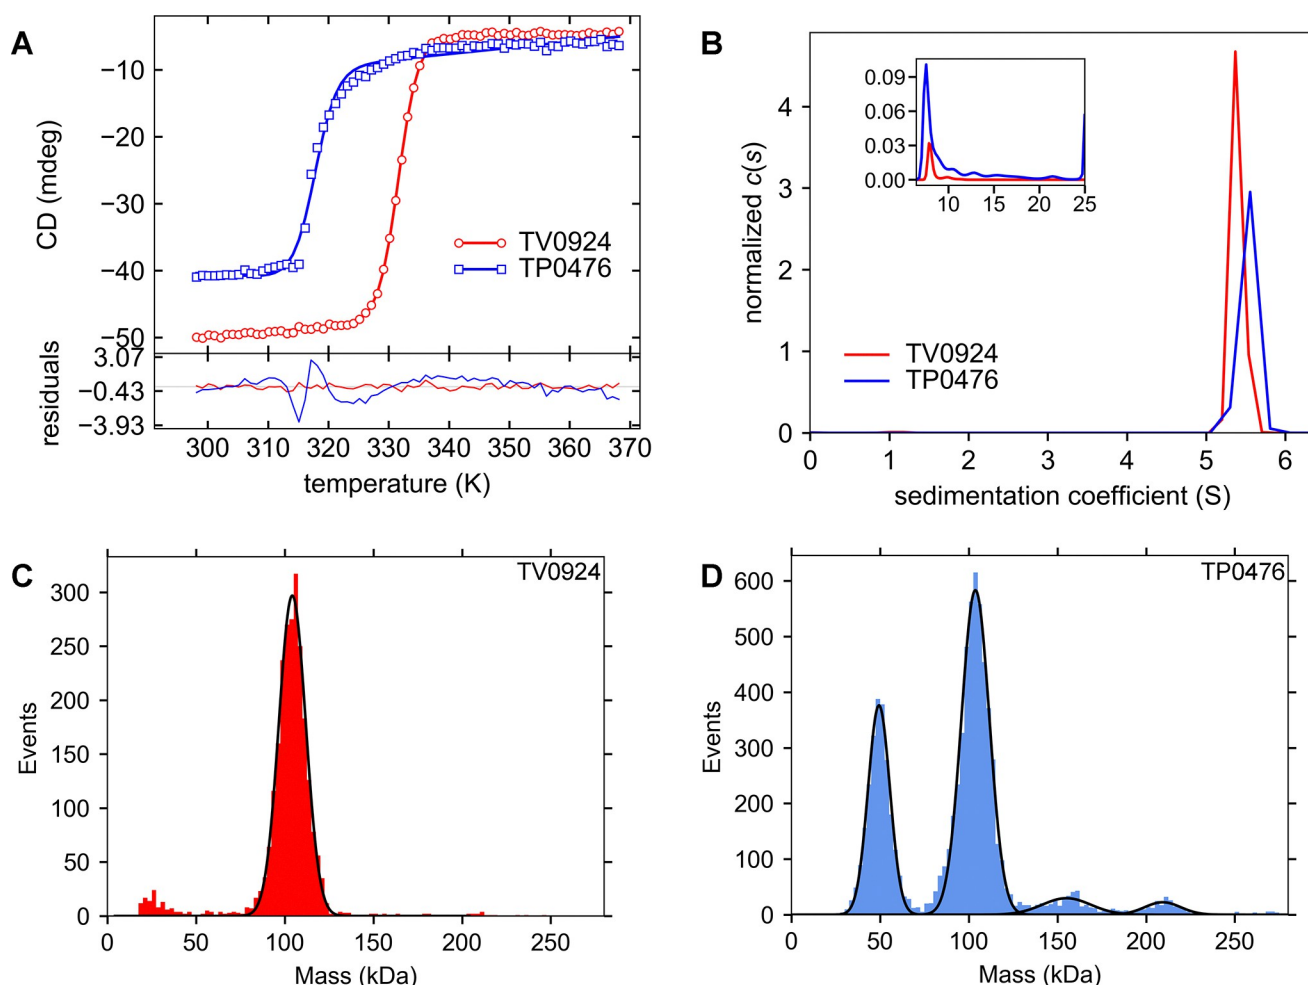 A
−10
−20
−30
−40
−50
CD (mdeg)
TV0924
TP0476
3.07
−0.43
−3.93
residuals
300 310 320 330 340 350 360 370
temperature (K)
B
4
3
2
1
0
normalized c(s)
0.09
0.06
0.03
0.00
10 15 20 25
TV0924
TP0476
0 1 2 3 4 5 6
sedimentation coefficient (S)
C
TV0924
300
250
200
150
100
50
0
Events
0 50 100 150 200 250
Mass (kDa)
D
TP0476
600
500
400
300
200
100
0
Events
0 50 100 150 200 250
Mass (kDa)